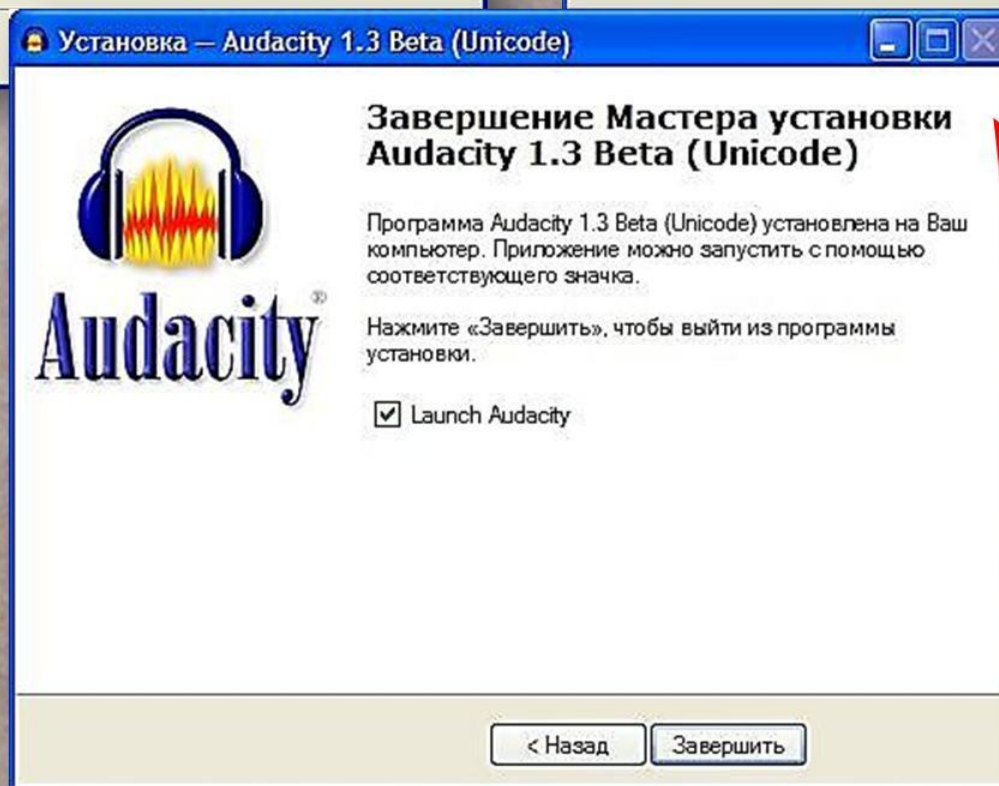 Установка — Audacity 1.3 Beta (Unicode)
Завершение Мастера установки
Audacity 1.3 Beta (Unicode)
Программа Audacity 1.3 Beta (Unicode) установлена на Ваш
компьютер. Приложение можно запустить с помощью
соответствующего значка.
Нажмите «Завершить», чтобы выйти из программы
установки.
Launch Audacity
Audacity®
< Назад
Завершить